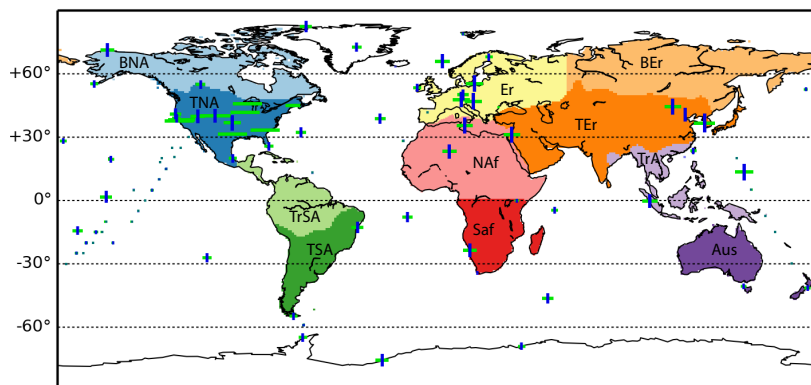 BNA
BEr
+60°
Er
TNA
TEr
+30°
TrA
NAf
0°
TrSA
Saf
TSA
Aus
-30°
-60°